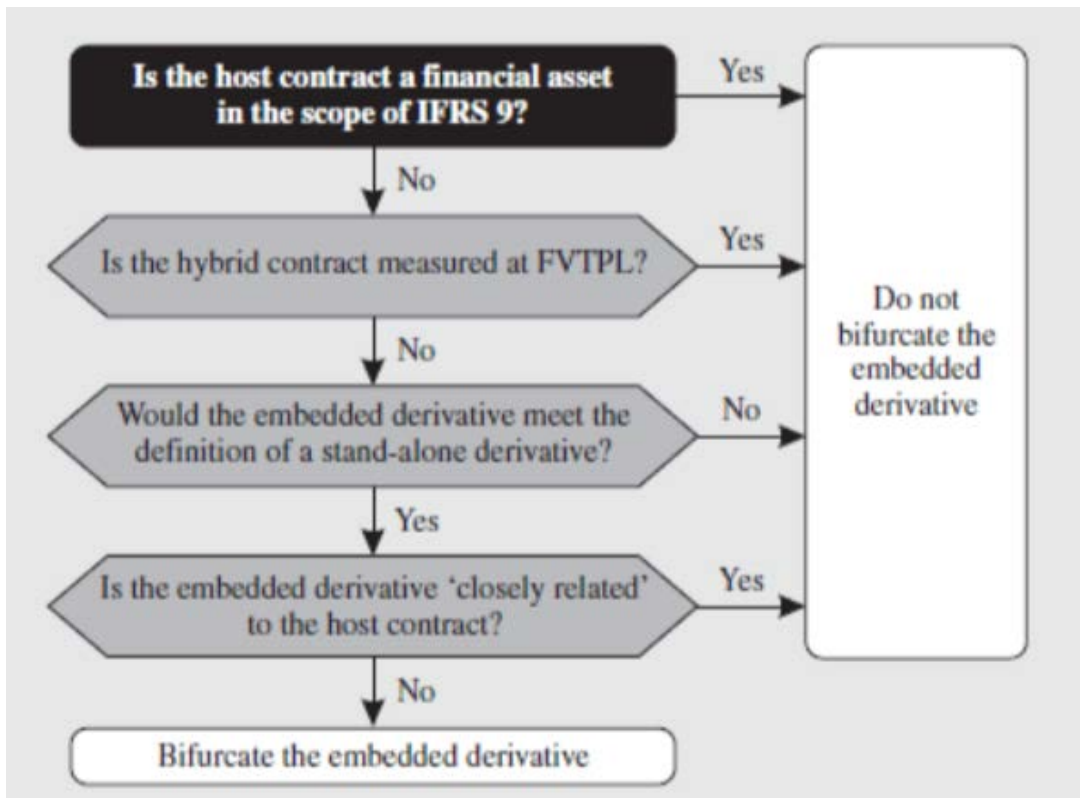 Is the host contract a financial asset
in the scope of IFRS 9?
Yes
No
Is the hybrid contract measured at FVTPL?
Yes
No
Would the embedded derivative meet the
definition of a stand-alone derivative?
No
Yes
Is the embedded derivative ‘closely related’
to the host contract?
Yes
No
Bifurcate the embedded derivative
Do not
bifurcate the
embedded
derivative